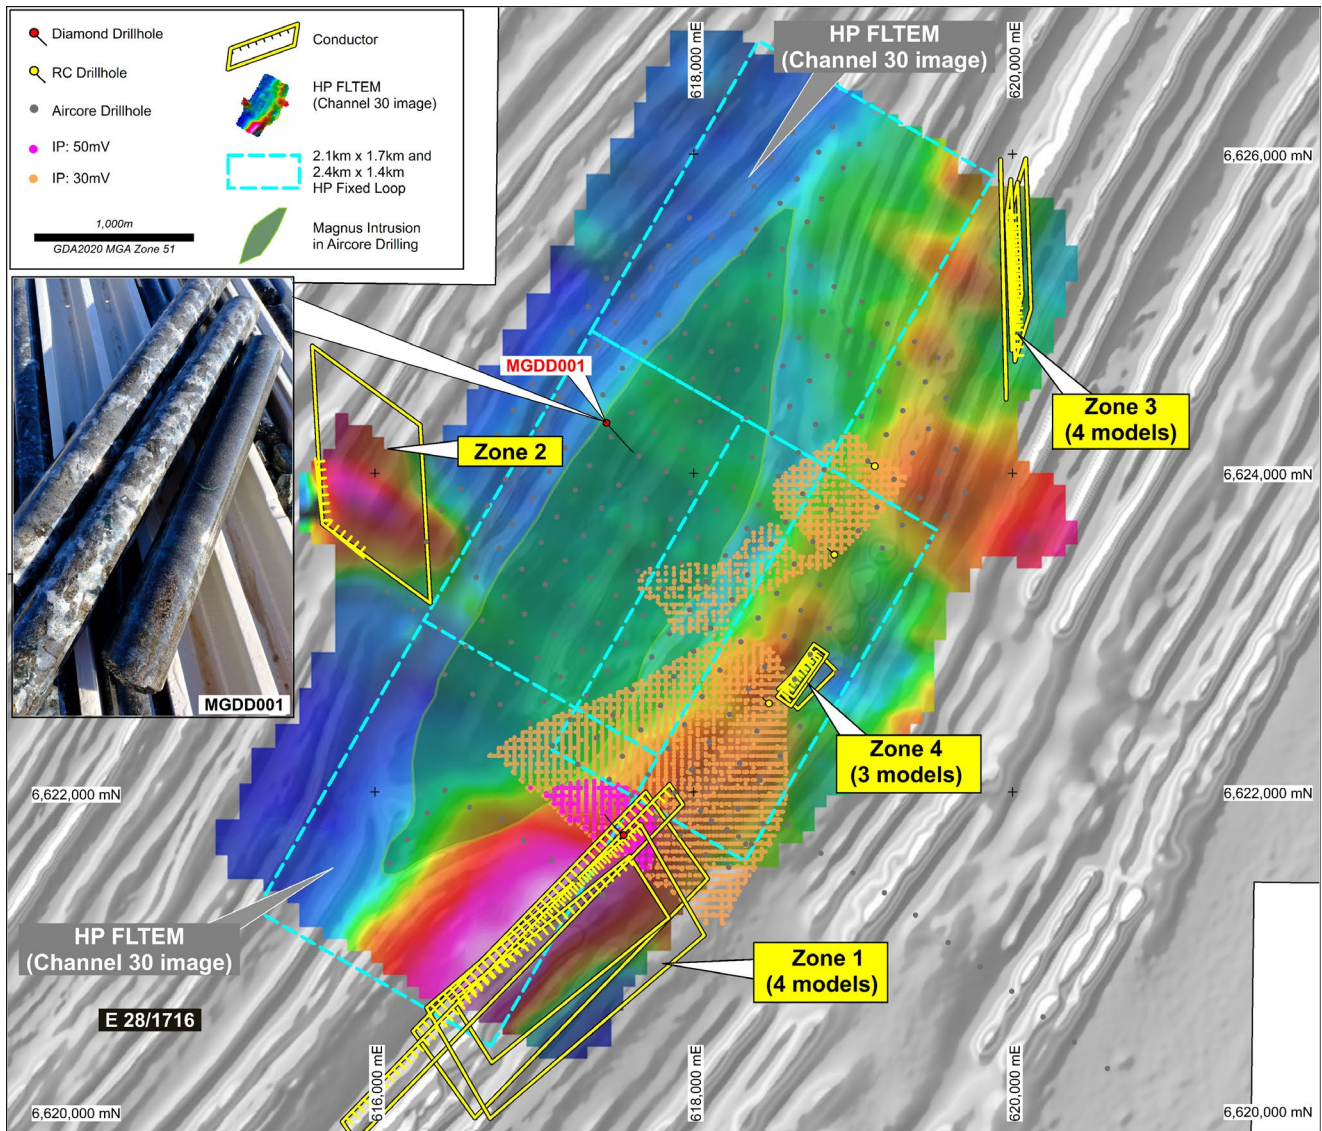 Diamond Drillhole
RC Drillhole
Aircore Drillhole
IP: 50mV
IP: 30mV
1,000m
GDA2020 MGA Zone 51
Conductor
HP FLTEM
(Channel 30 image)
2.1km x 1.7km and
2.4km x 1.4km
HP Fixed Loop
Magnus Intrusion
in Aircore Drilling
618,000 mE
HP FLTEM
(Channel 30 image)
620,000 mE
6,626,000 mN
MGDD001
Zone 3
(4 models)
Zone 2
6,624,000 mN
MGDD001
Zone 4
(3 models)
6,622,000 mN
6,622,000 mN
HP FLTEM
(Channel 30 image)
Zone 1
(4 models)
E 28/1716
616,000 mE
618,000 mE
620,000 mE
6,620,000 mN
6,620,000 mN